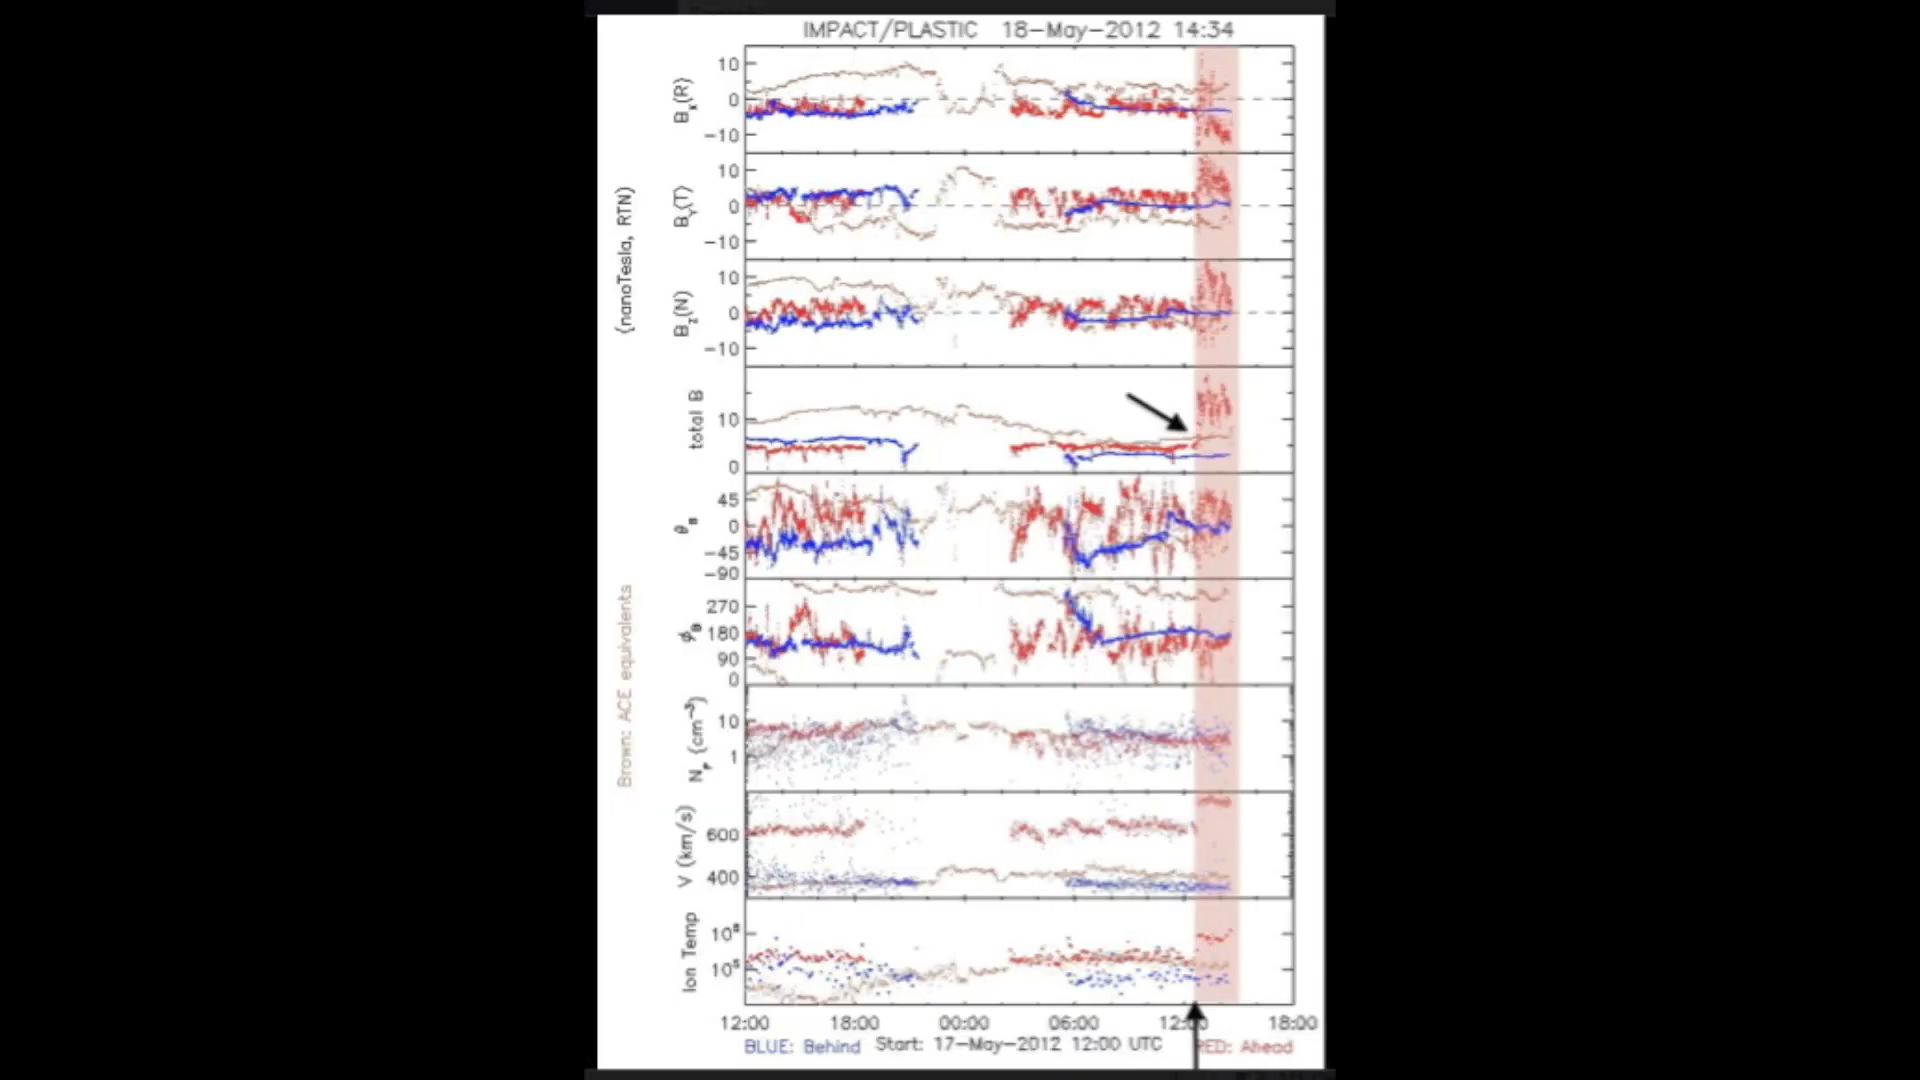 IMPACT/PLASTIC 18-May-2012 14:34
(nanoTesla, RTN)
Brown: ACE equivalents
Bx(R)
10
0
-10
BY(T)
10
0
-10
Bz(N)
10
0
-10
total B
10
0
θB
45
0
-45
-90
ϕB
270
180
90
0
NP (cm-3)
10
1
V (km/s)
600
400
Ion Temp
10⁶
10⁵
12:00 18:00 00:00 06:00 18:00
BLUE: Behind Start: 17-May-2012 12:00 UTC RED: Ahead